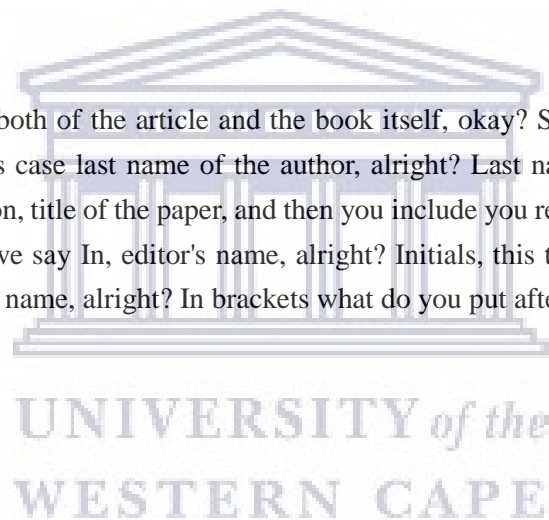 both of the article and the book itself, okay? S
s case last name of the author, alright? Last na
on, title of the paper, and then you include you re
ve say In, editor's name, alright? Initials, this t
name, alright? In brackets what do you put afte
UNIVERSITY of the
WESTERN CAPE